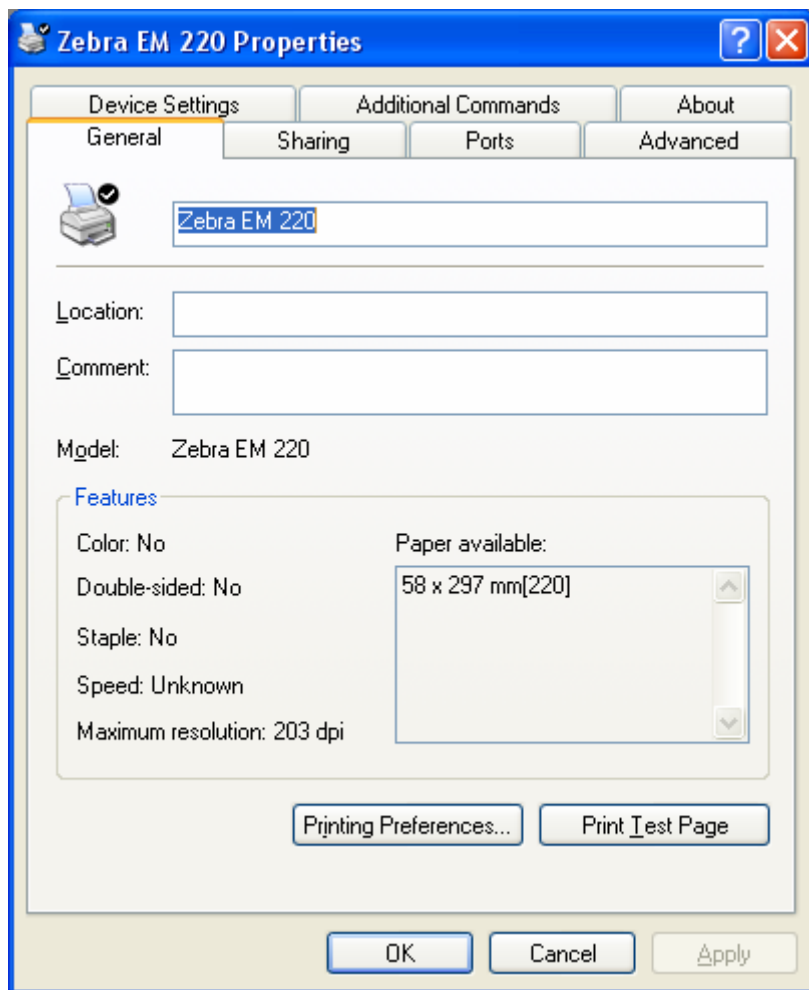 Zebra EM 220 Properties
Device Settings Additional Commands About
General Sharing Ports Advanced
Zebra EM 220
Location:
Comment:
Model: Zebra EM 220
Features
Color: No Paper available:
Double-sided: No 58 x 297 mm[220]
Staple: No
Speed: Unknown
Maximum resolution: 203 dpi
Printing Preferences... Print Test Page
OK Cancel Apply